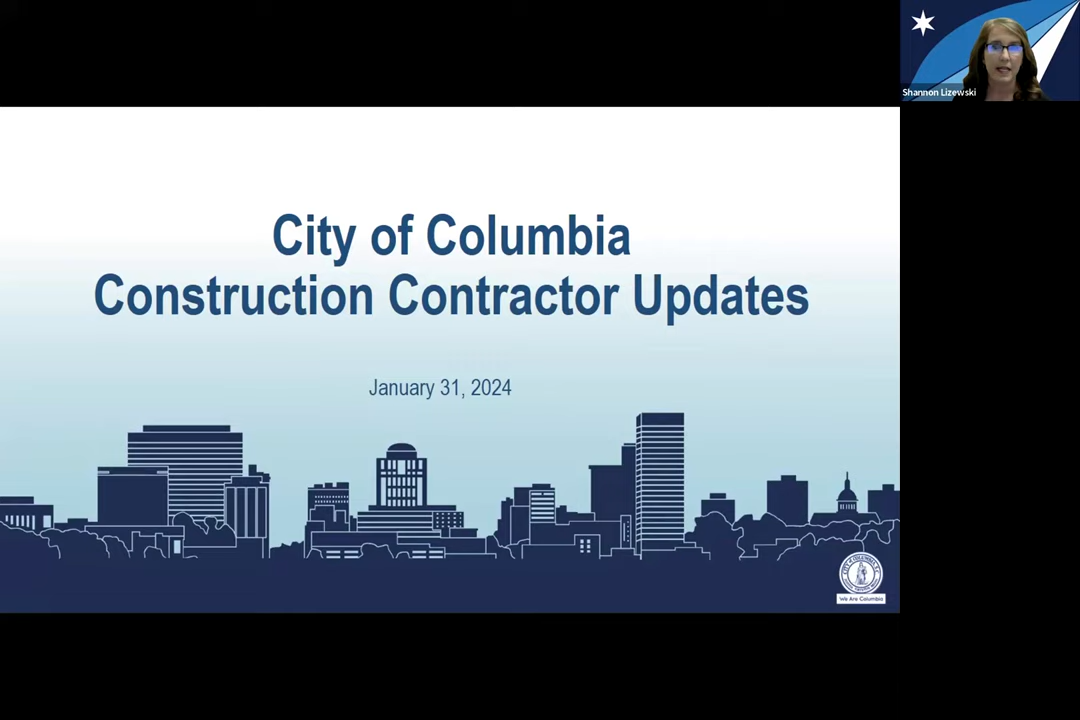 Shannon Lizewski
City of Columbia
Construction Contractor Updates
January 31, 2024
We Are Columbia